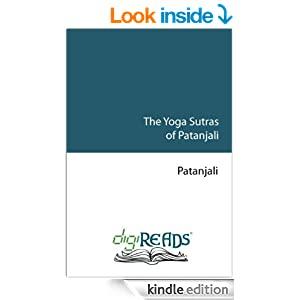 LOOK INSIDE!
The Yoga Sutras
of Patanjali
Patanjali
digiREADS®
kindle edition